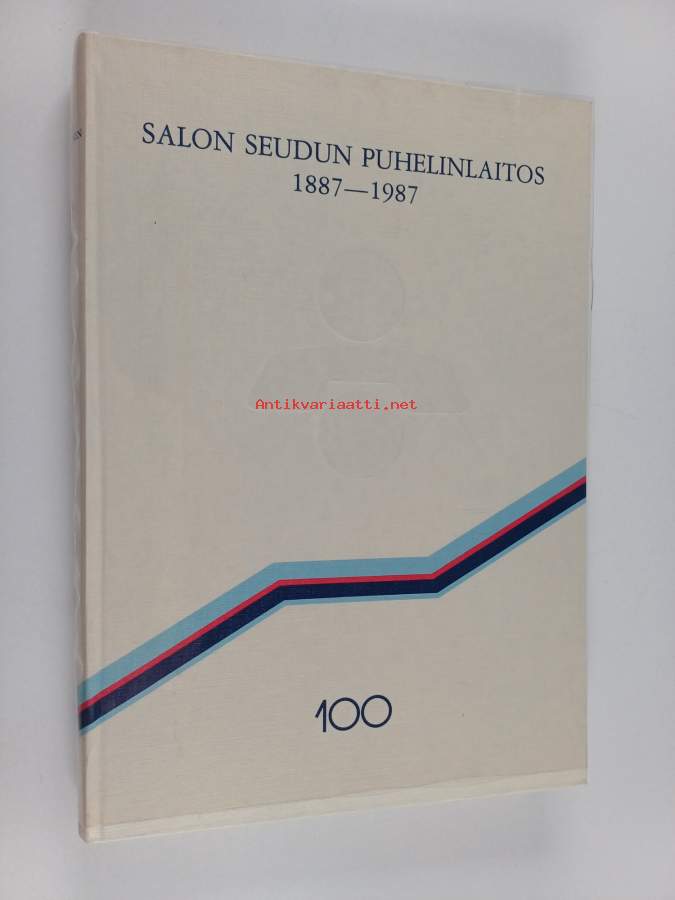 SALON SEUDUN PUHELINLAITOS
1887—1987
Antikvariaatti.net
100